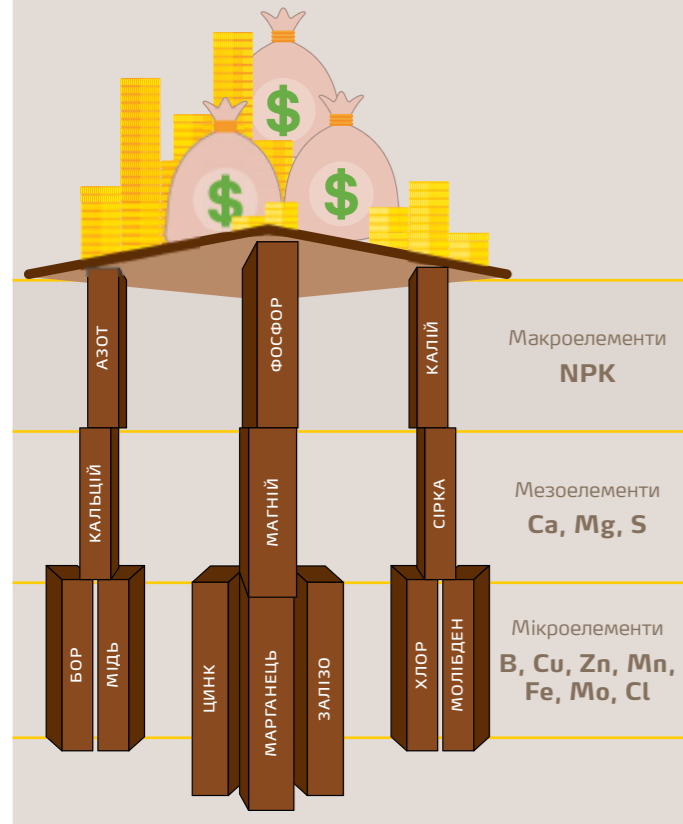 $
$
$
АЗОТ
ФОСФОР
КАЛІЙ
Макроелементи
NPK
КАЛЬЦІЙ
МАГНІЙ
СІРКА
Мезоелементи
Ca, Mg, S
БОР
МІДЬ
ЦИНК
МАРГАНЕЦЬ
ЗАЛІЗО
ХЛОР
МОЛІБДЕН
Мікроелементи
B, Cu, Zn, Mn,
Fe, Mo, Cl